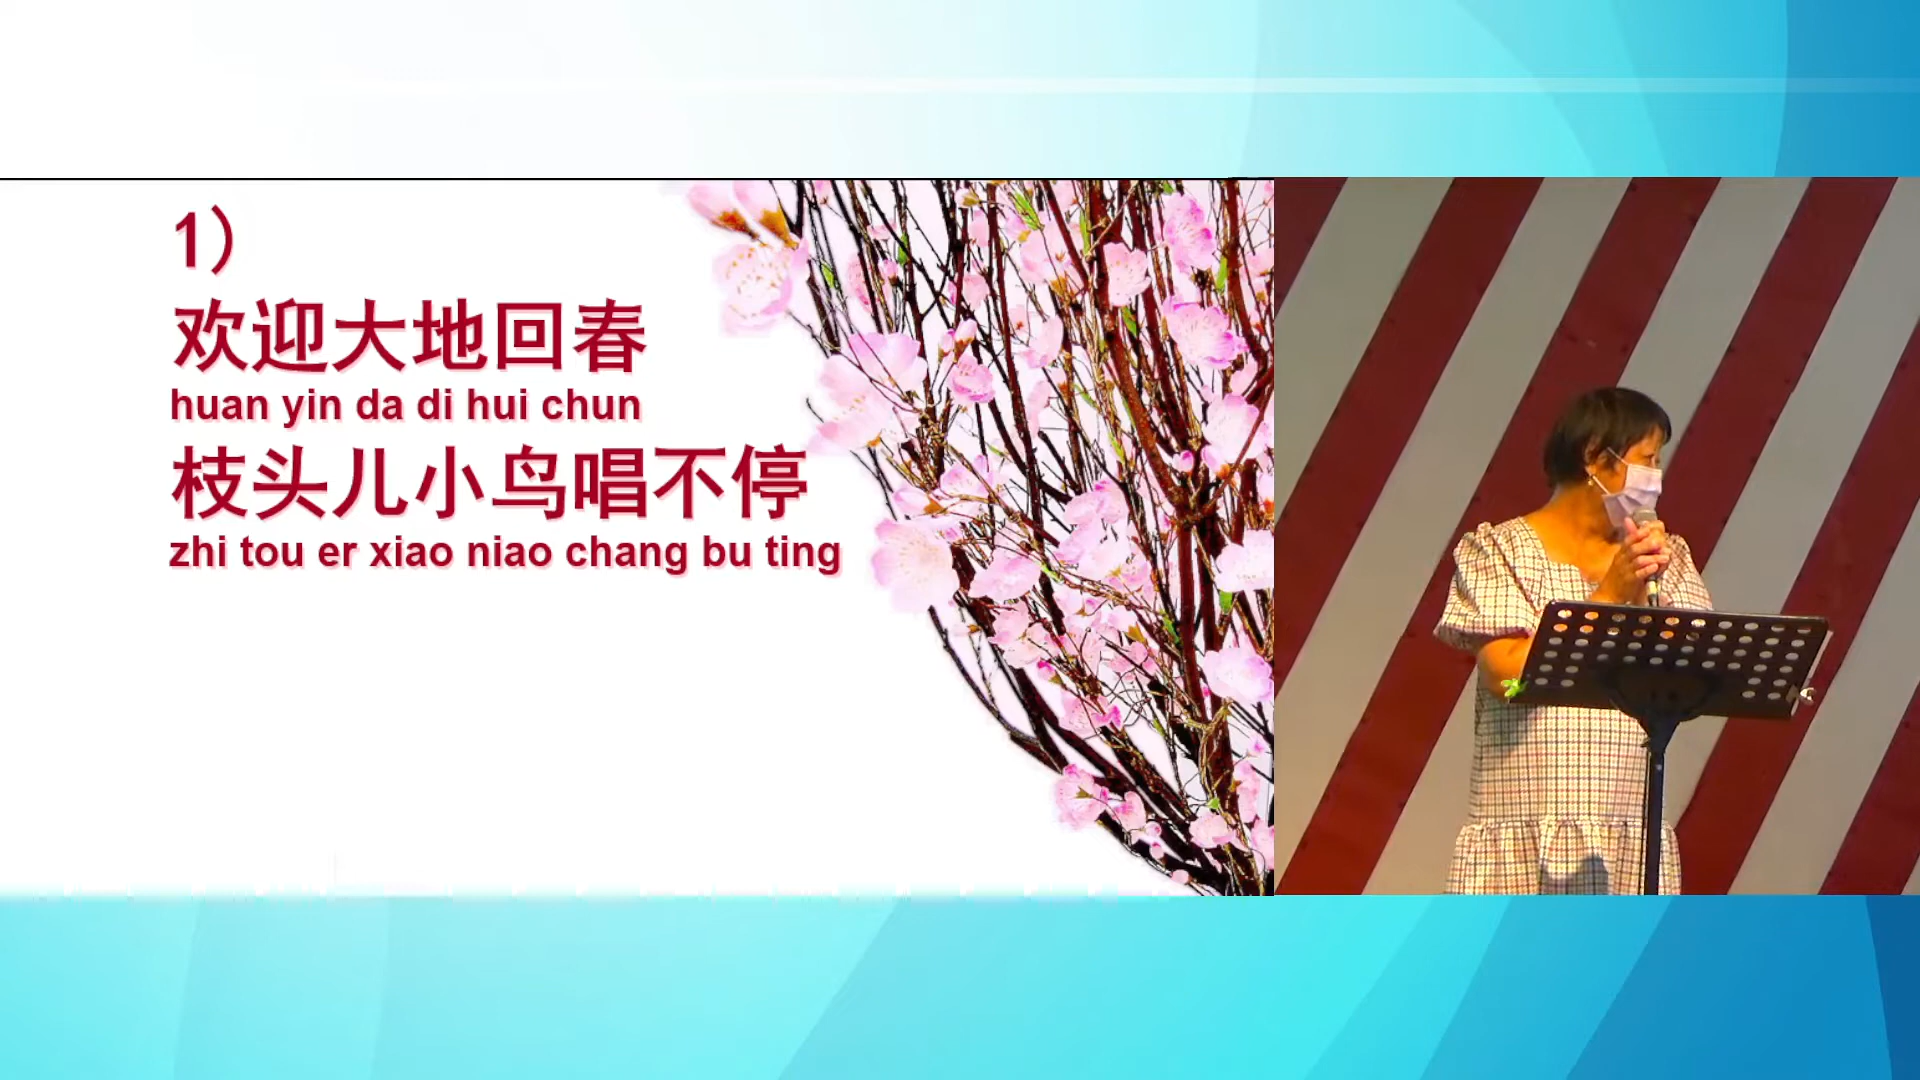 1）
欢迎大地回春
huan yin da di hui chun
枝头儿小鸟唱不停
zhi tou er xiao niao chang bu ting